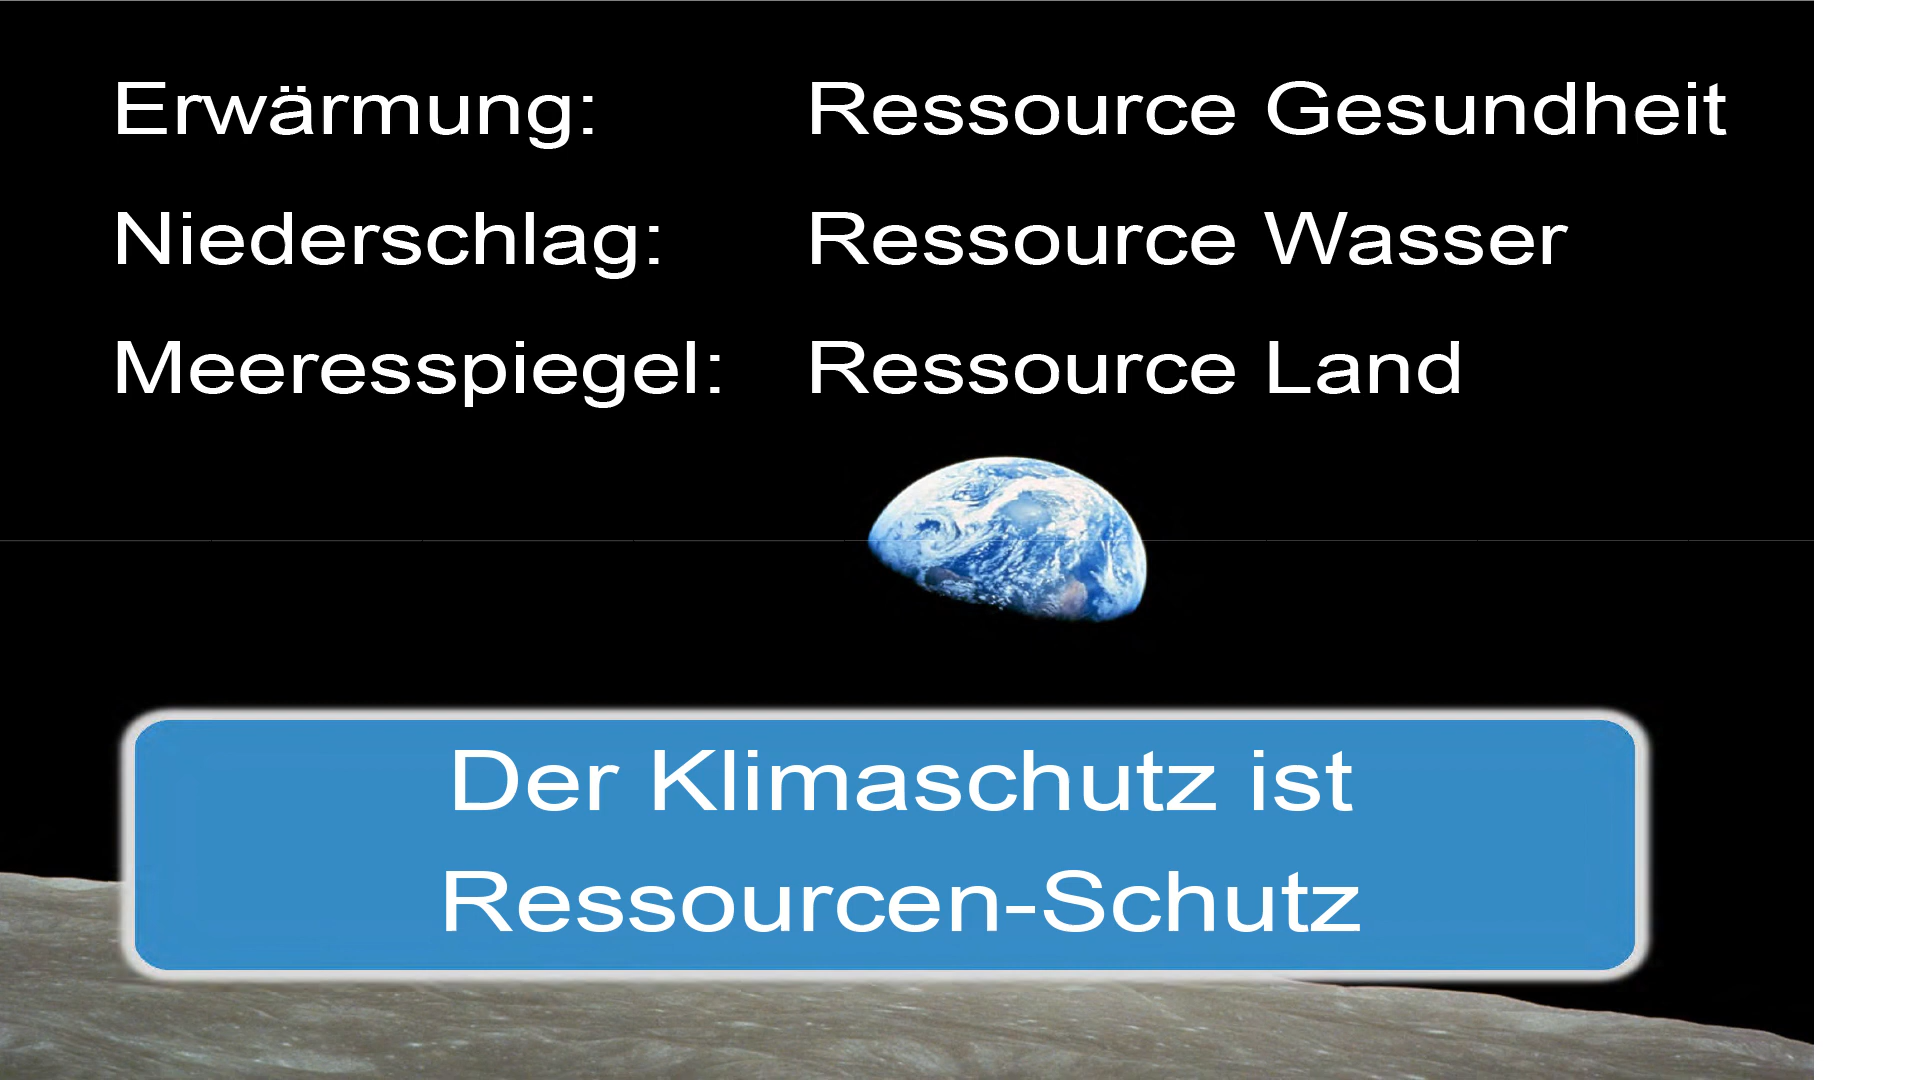 Erwärmung: Ressource Gesundheit
Niederschlag: Ressource Wasser
Meeresspiegel: Ressource Land
Der Klimaschutz ist
Ressourcen-Schutz